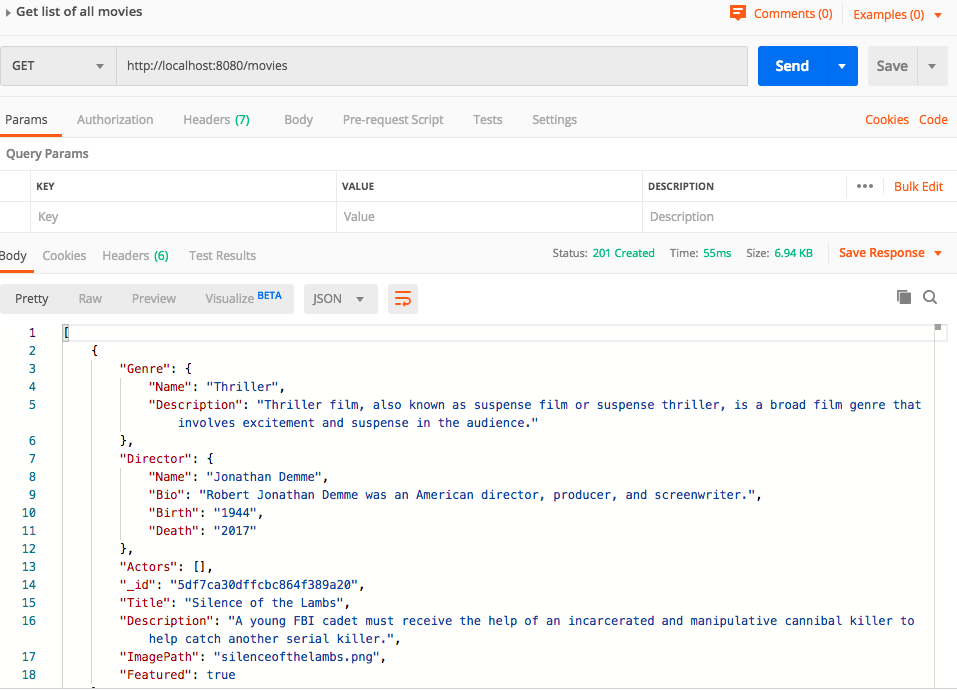 Get list of all movies
Comments (0) Examples (0)
GET http://localhost:8080/movies Send Save
Params Authorization Headers (7) Body Pre-request Script Tests Settings Cookies Code
Query Params
KEY VALUE DESCRIPTION ••• Bulk Edit
Key Value Description
Body Cookies Headers (6) Test Results Status: 201 Created Time: 55ms Size: 6.94 KB Save Response
Pretty Raw Preview Visualize BETA JSON
1 [
2 {
3 "Genre": {
4 "Name": "Thriller",
5 "Description": "Thriller film, also known as suspense film or suspense thriller, is a broad film genre that
involves excitement and suspense in the audience."
6 },
7 "Director": {
8 "Name": "Jonathan Demme",
9 "Bio": "Robert Jonathan Demme was an American director, producer, and screenwriter.",
10 "Birth": "1944",
11 "Death": "2017"
12 },
13 "Actors": [],
14 "_id": "5df7ca30dffcbc864f389a20",
15 "Title": "Silence of the Lambs",
16 "Description": "A young FBI cadet must receive the help of an incarcerated and manipulative cannibal killer to
help catch another serial killer.",
17 "ImagePath": "silenceofthelambs.png",
18 "Featured": true